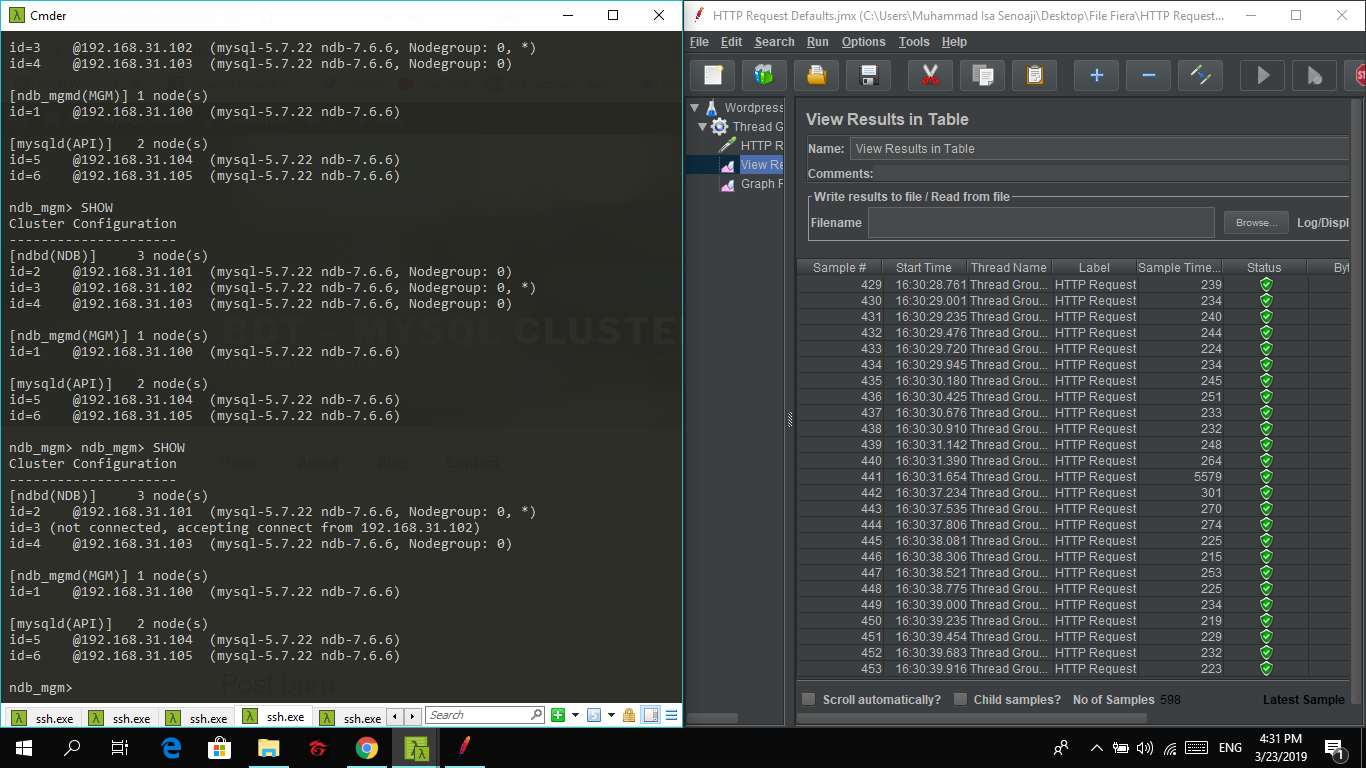 Cmder
id=3    @192.168.31.102  (mysql-5.7.22 ndb-7.6.6, Nodegroup: 0, *)
id=4    @192.168.31.103  (mysql-5.7.22 ndb-7.6.6, Nodegroup: 0)
[ndb_mgmd(MGM)] 1 node(s)
id=1    @192.168.31.100  (mysql-5.7.22 ndb-7.6.6)
[mysqld(API)]   2 node(s)
id=5    @192.168.31.104  (mysql-5.7.22 ndb-7.6.6)
id=6    @192.168.31.105  (mysql-5.7.22 ndb-7.6.6)
ndb_mgm> SHOW
Cluster Configuration
---------------------
[ndbd(NDB)]     3 node(s)
id=2    @192.168.31.101  (mysql-5.7.22 ndb-7.6.6, Nodegroup: 0)
id=3    @192.168.31.102  (mysql-5.7.22 ndb-7.6.6, Nodegroup: 0, *)
id=4    @192.168.31.103  (mysql-5.7.22 ndb-7.6.6, Nodegroup: 0)
BDT – MYSQL CLUSTE
[ndb_mgmd(MGM)] 1 node(s)
id=1    @192.168.31.100  (mysql-5.7.22 ndb-7.6.6)
[mysqld(API)]   2 node(s)
id=5    @192.168.31.104  (mysql-5.7.22 ndb-7.6.6)
id=6    @192.168.31.105  (mysql-5.7.22 ndb-7.6.6)
ndb_mgm> ndb_mgm> SHOW
Cluster Configuration
Home About Blog Contact
---------------------
[ndbd(NDB)]     3 node(s)
id=2    @192.168.31.101  (mysql-5.7.22 ndb-7.6.6, Nodegroup: 0, *)
id=3 (not connected, accepting connect from 192.168.31.102)
id=4    @192.168.31.103  (mysql-5.7.22 ndb-7.6.6, Nodegroup: 0)
[ndb_mgmd(MGM)] 1 node(s)
id=1    @192.168.31.100  (mysql-5.7.22 ndb-7.6.6)
[mysqld(API)]   2 node(s)
id=5    @192.168.31.104  (mysql-5.7.22 ndb-7.6.6)
id=6    @192.168.31.105  (mysql-5.7.22 ndb-7.6.6)
ndb_mgm>
Post baru
ssh.exe ssh.exe ssh.exe ssh.exe ssh.exe Search
HTTP Request Defaults.jmx (C:\Users\Muhammad Isa Senoaji\Desktop\File Fiera\HTTP Request...
File Edit Search Run Options Tools Help
STO
Wordpress
Thread G
HTTP R
View Re
Graph R
View Results in Table
Name: View Results in Table
Comments:
Write results to file / Read from file
Filename Browse... Log/Displ
Sample # Start Time Thread Name Label Sample Time... Status Byt
429 16:30:28.761 Thread Grou... HTTP Request 239
430 16:30:29.001 Thread Grou... HTTP Request 234
431 16:30:29.235 Thread Grou... HTTP Request 240
432 16:30:29.476 Thread Grou... HTTP Request 244
433 16:30:29.720 Thread Grou... HTTP Request 224
434 16:30:29.945 Thread Grou... HTTP Request 234
435 16:30:30.180 Thread Grou... HTTP Request 245
436 16:30:30.425 Thread Grou... HTTP Request 251
437 16:30:30.676 Thread Grou... HTTP Request 233
438 16:30:30.910 Thread Grou... HTTP Request 232
439 16:30:31.142 Thread Grou... HTTP Request 248
440 16:30:31.390 Thread Grou... HTTP Request 264
441 16:30:31.654 Thread Grou... HTTP Request 5579
442 16:30:37.234 Thread Grou... HTTP Request 301
443 16:30:37.535 Thread Grou... HTTP Request 270
444 16:30:37.806 Thread Grou... HTTP Request 274
445 16:30:38.081 Thread Grou... HTTP Request 225
446 16:30:38.306 Thread Grou... HTTP Request 215
447 16:30:38.521 Thread Grou... HTTP Request 253
448 16:30:38.775 Thread Grou... HTTP Request 225
449 16:30:39.000 Thread Grou... HTTP Request 234
450 16:30:39.235 Thread Grou... HTTP Request 219
451 16:30:39.454 Thread Grou... HTTP Request 229
452 16:30:39.683 Thread Grou... HTTP Request 232
453 16:30:39.916 Thread Grou... HTTP Request 223
Scroll automatically? Child samples? No of Samples 598 Latest Sample
ENG
4:31 PM
3/23/2019
1